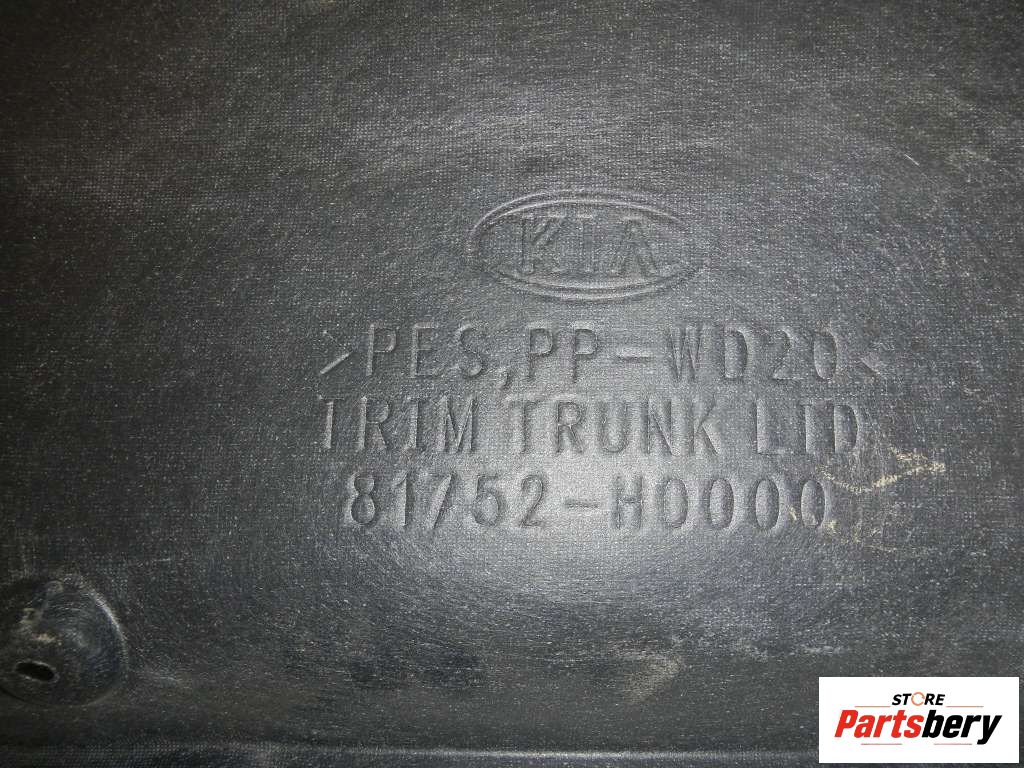 KIA
>PES,PP-WD20<
TRIM TRUNK LID
81752-H0000
STORE
Partsbery